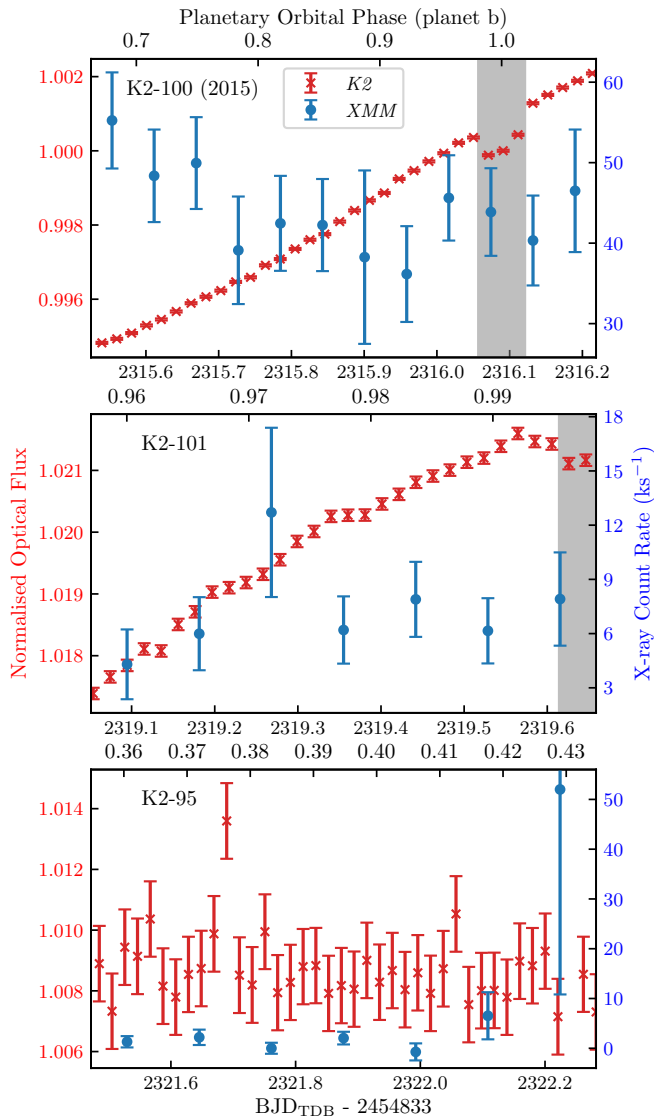 Planetary Orbital Phase (planet b)
0.7 0.8 0.9 1.0
K2-100 (2015)
K2
XMM
1.002
1.000
0.998
0.996
60
50
40
30
2315.6 2315.7 2315.8 2315.9 2316.0 2316.1 2316.2
0.96 0.97 0.98 0.99
K2-101
1.021
1.020
1.019
1.018
18
15
12
9
6
3
Normalised Optical Flux
X-ray Count Rate (ks⁻¹)
2319.1 2319.2 2319.3 2319.4 2319.5 2319.6
0.36 0.37 0.38 0.39 0.40 0.41 0.42 0.43
K2-95
1.014
1.012
1.010
1.008
1.006
50
40
30
20
10
0
2321.6 2321.8 2322.0 2322.2
BJD_TDB - 2454833